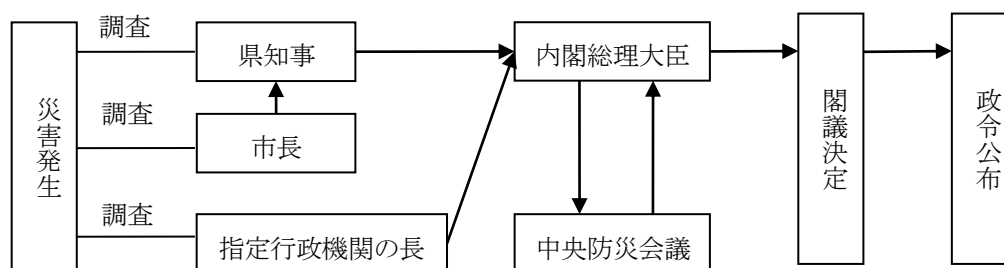 災害発生
調査
県知事
調査
市長
調査
指定行政機関の長
内閣総理大臣
中央防災会議
閣議決定
政令公布